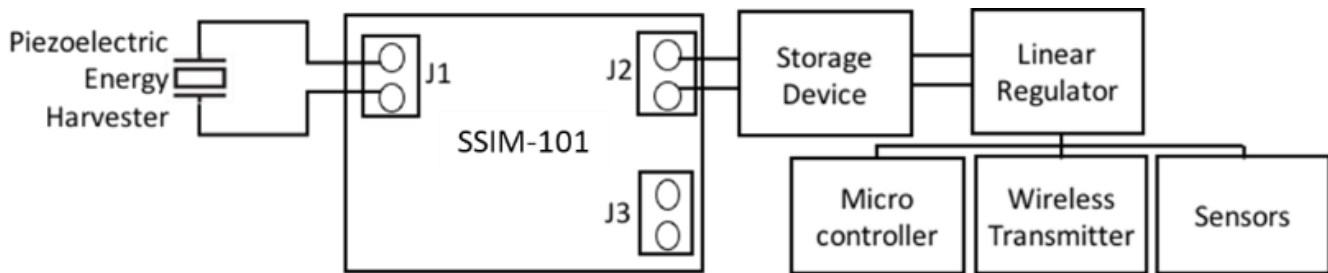 Piezoelectric
Energy
Harvester
J1
SSIM-101
J2
J3
Storage
Device
Linear
Regulator
Micro
controller
Wireless
Transmitter
Sensors